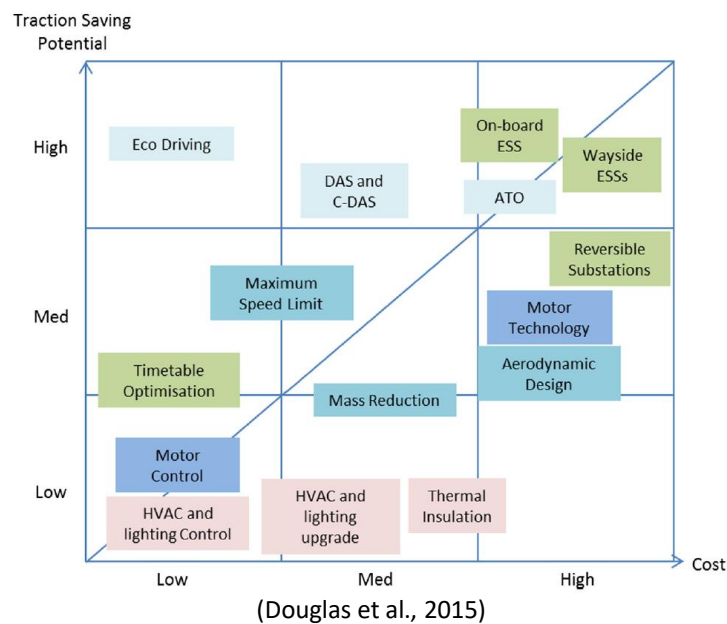 Traction Saving
Potential
High
Med
Low
Eco Driving
DAS and
C-DAS
On-board
ESS
Wayside
ESSs
ATO
Reversible
Substations
Maximum
Speed Limit
Motor
Technology
Timetable
Optimisation
Mass Reduction
Aerodynamic
Design
Motor
Control
HVAC and
lighting Control
HVAC and
lighting
upgrade
Thermal
Insulation
Low
Med
High
Cost
(Douglas et al., 2015)